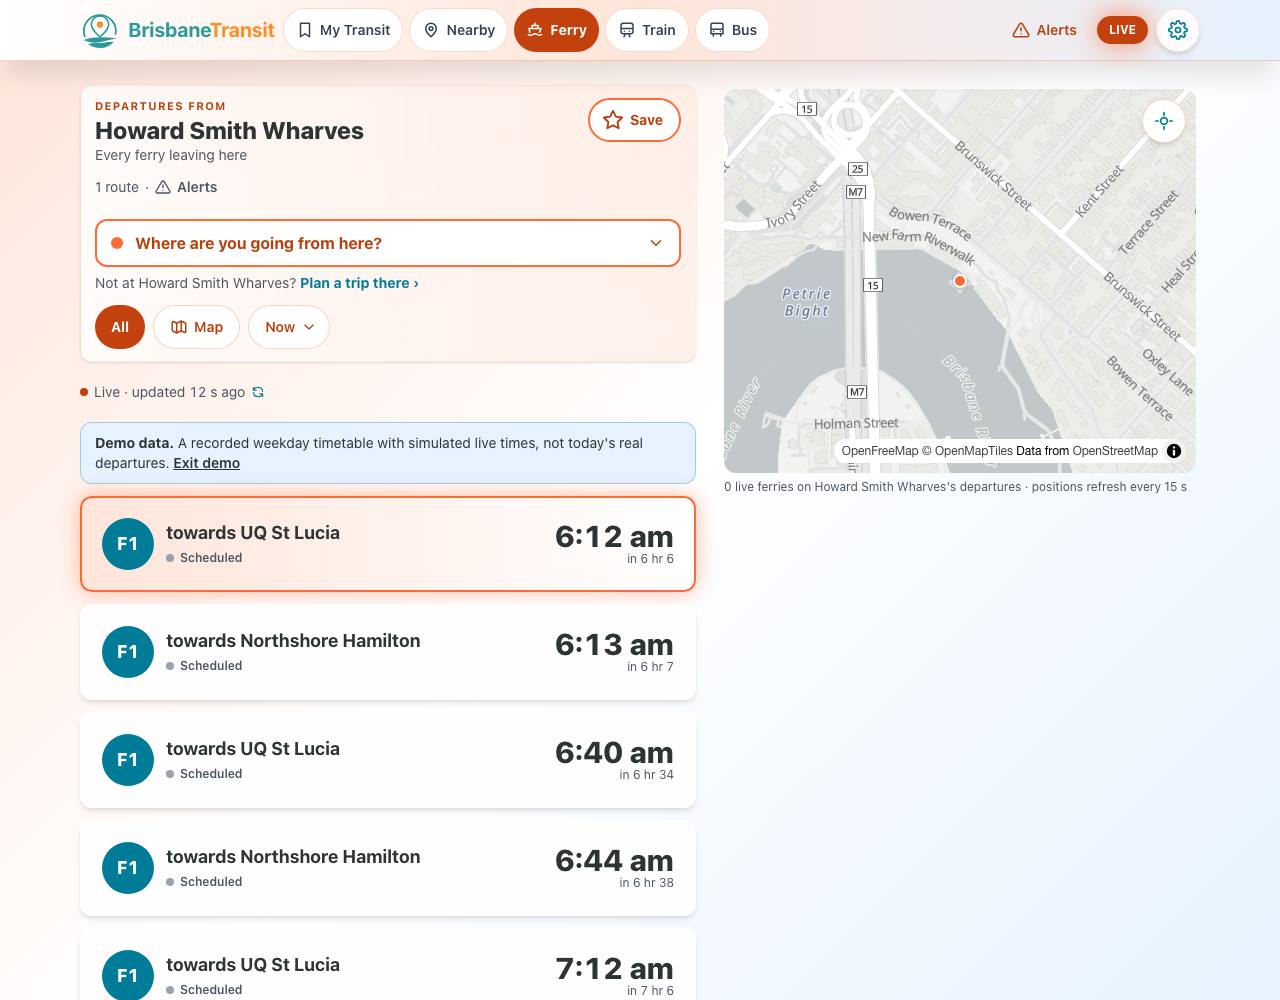 BrisbaneTransit
My Transit
Nearby
Ferry
Train
Bus
Alerts
LIVE
DEPARTURES FROM
Howard Smith Wharves
Every ferry leaving here
1 route · Alerts
Save
Where are you going from here?
Not at Howard Smith Wharves? Plan a trip there ›
All
Map
Now
Live · updated 12 s ago
Demo data. A recorded weekday timetable with simulated live times, not today's real
departures. Exit demo
F1
towards UQ St Lucia
Scheduled
6:12 am
in 6 hr 6
F1
towards Northshore Hamilton
Scheduled
6:13 am
in 6 hr 7
F1
towards UQ St Lucia
Scheduled
6:40 am
in 6 hr 34
F1
towards Northshore Hamilton
Scheduled
6:44 am
in 6 hr 38
F1
towards UQ St Lucia
Scheduled
7:12 am
in 7 hr 6
15
25
M7
Ivory Street
Brunswick Street
Kent Street
Terrace Street
Bowen Terrace
New Farm Riverwalk
Heal
15
Petrie
Bight
Brunswick Street
Oxley Lane
Bowen Terrace
M7
Brisbane
River
Holman Street
OpenFreeMap © OpenMapTiles Data from OpenStreetMap
0 live ferries on Howard Smith Wharves's departures · positions refresh every 15 s